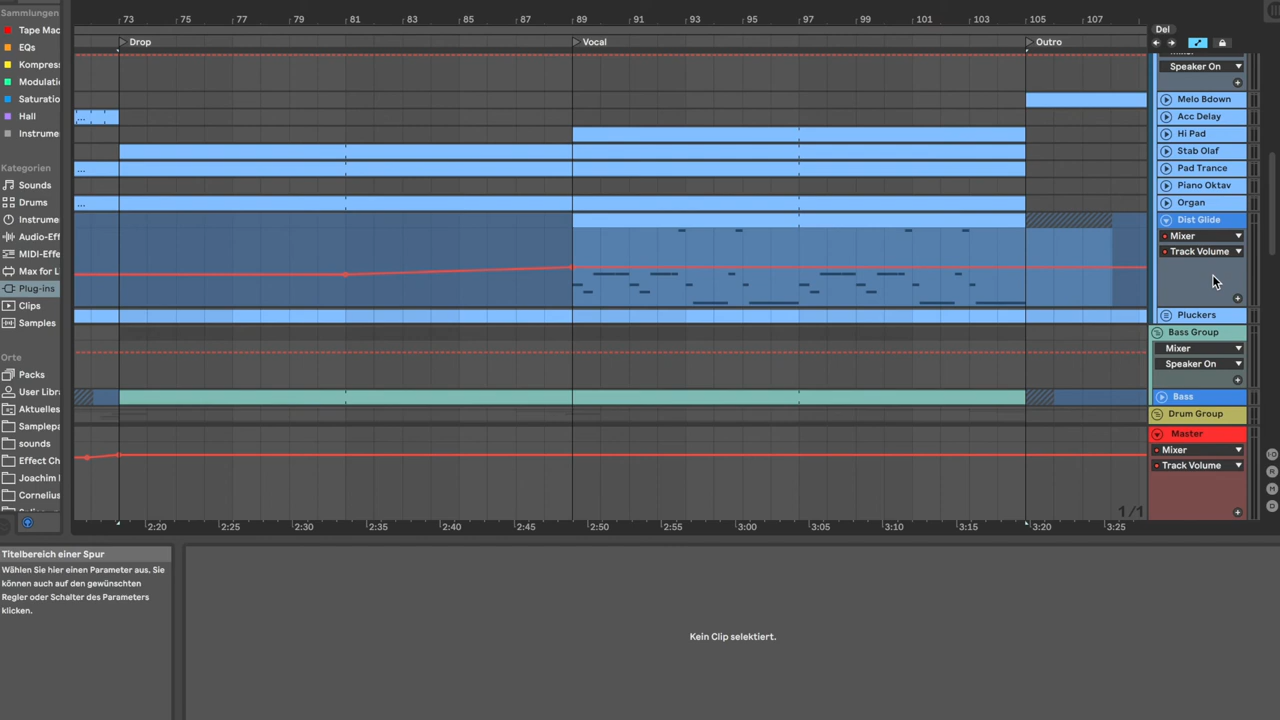 Sammlungen
Tape Mac
EQs
Kompress
Modulati
Saturatio
Hall
Instrume
Kategorien
Sounds
Drums
Instrume
Audio-Eff
MIDI-Effe
Max for L
Plug-ins
Clips
Samples
Orte
Packs
User Libr
Aktuelles
Samplepa
sounds
Effect Ch
Joachim
Cornelius
73 75 77 79 81 83 85 87 89 91 93 95 97 99 101 103 105 107
Drop Vocal Outro
...
...
...
Del
Speaker On
Melo Bdown
Acc Delay
Hi Pad
Stab Olaf
Pad Trance
Piano Oktav
Organ
Dist Glide
Mixer
Track Volume
Pluckers
Bass Group
Mixer
Speaker On
Bass
Drum Group
Master
Mixer
Track Volume
1/1
R
M
D
2:20 2:25 2:30 2:35 2:40 2:45 2:50 2:55 3:00 3:05 3:10 3:15 3:20 3:25
Titelbereich einer Spur
Wählen Sie hier einen Parameter aus. Sie
können auch auf den gewünschten
Regler oder Schalter des Parameters
klicken.
Kein Clip selektiert.